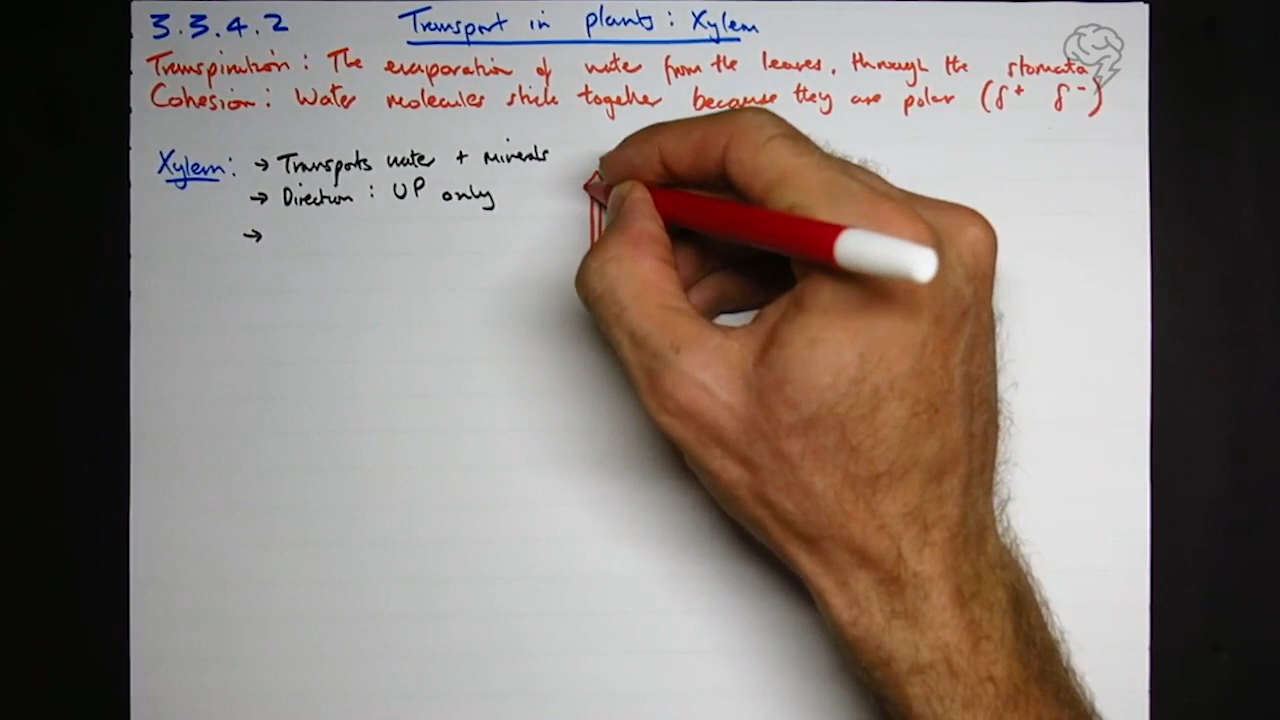 3.3.4.2 Transport in plants : Xylem
Transpiration : The evaporation of water from the leaves, through the stomata
Cohesion : Water molecules stick together because they are polar (δ+ δ-)
Xylem : → Transports water + minerals
→ Direction : UP only
→